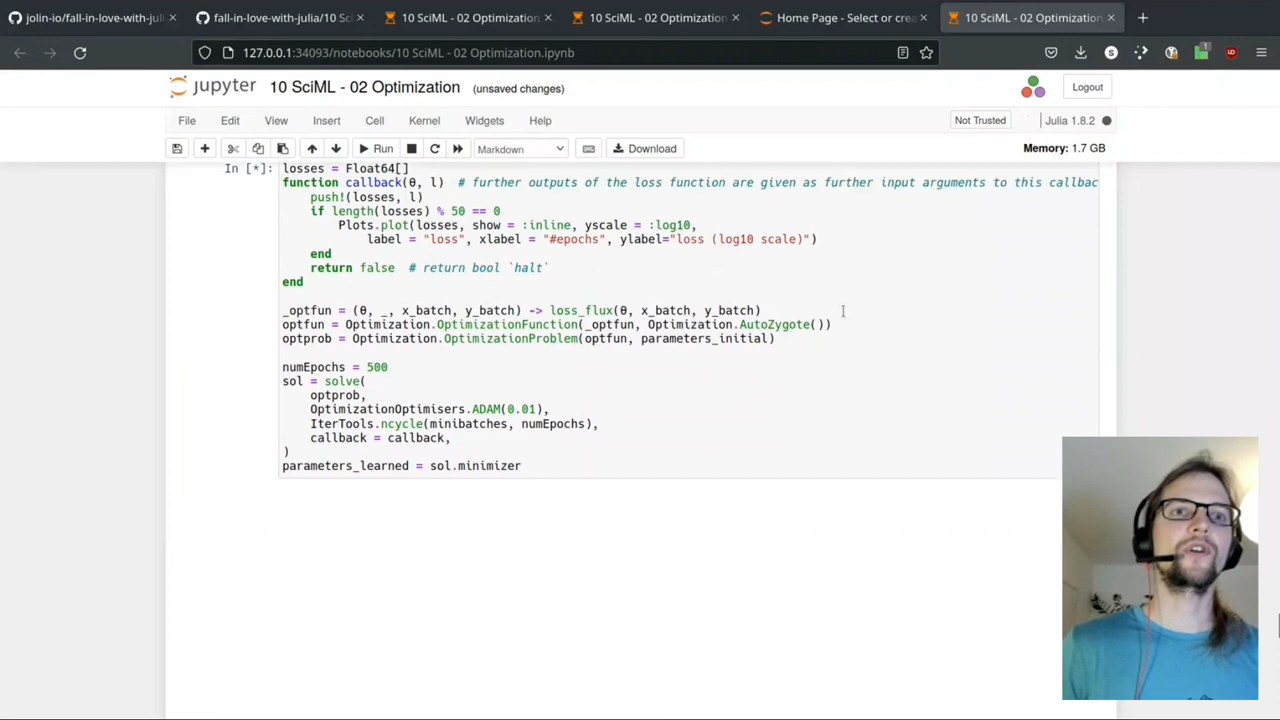 jolin-io/fall-in-love-with-juli
fall-in-love-with-julia/10 S
10 SciML - 02 Optimization
10 SciML - 02 Optimization
Home Page - Select or crea
10 SciML - 02 Optimizatio
127.0.0.1:34093/notebooks/10 SciML - 02 Optimization.ipynb
jupyter 10 SciML - 02 Optimization (unsaved changes)
Logout
File Edit View Insert Cell Kernel Widgets Help
Not Trusted
Julia 1.8.2
Run
Markdown
Download
Memory: 1.7 GB
In [*]: losses = Float64[]
function callback(θ, l)  # further outputs of the loss function are given as further input arguments to this callbac
    push!(losses, l)
    if length(losses) % 50 == 0
        Plots.plot(losses, show = :inline, yscale = :log10,
            label = "loss", xlabel = "#epochs", ylabel="loss (log10 scale)")
    end
    return false  # return bool `halt`
end
_optfun = (θ, _, x_batch, y_batch) -> loss_flux(θ, x_batch, y_batch)
optfun = Optimization.OptimizationFunction(_optfun, Optimization.AutoZygote())
optprob = Optimization.OptimizationProblem(optfun, parameters_initial)
numEpochs = 500
sol = solve(
    optprob,
    OptimizationOptimisers.ADAM(0.01),
    IterTools.ncycle(minibatches, numEpochs),
    callback = callback,
)
parameters_learned = sol.minimizer